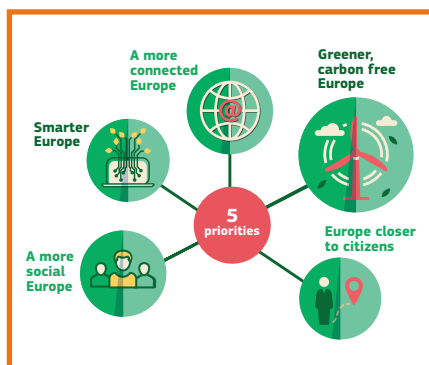 A more
connected
Europe
Greener,
carbon free
Europe
Smarter
Europe
@
5
priorities
Europe closer
to citizens
A more
social
Europe